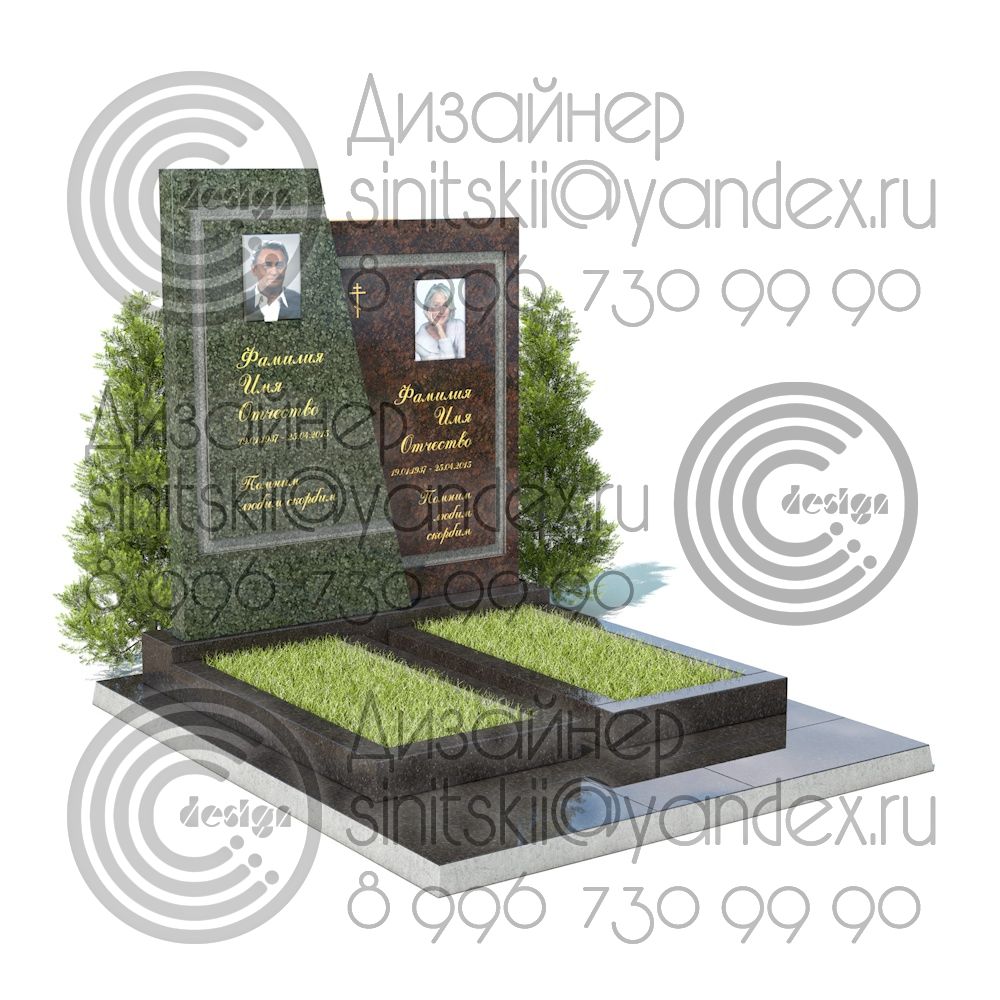 Дизайнер
sinitskii@yandex.ru
8 996 730 99 90
design
Фамилия
Имя
Отчество
19.01.1937 - 25.04.2015
Помним
любим скорбим
Фамилия
Имя
Отчество
19.01.1937 - 25.04.2015
Помним
любим
скорбим
Дизайнер
sinitskii@yandex.ru
8 996 730 99 90
design
Дизайнер
sinitskii@yandex.ru
8 996 730 99 90
design